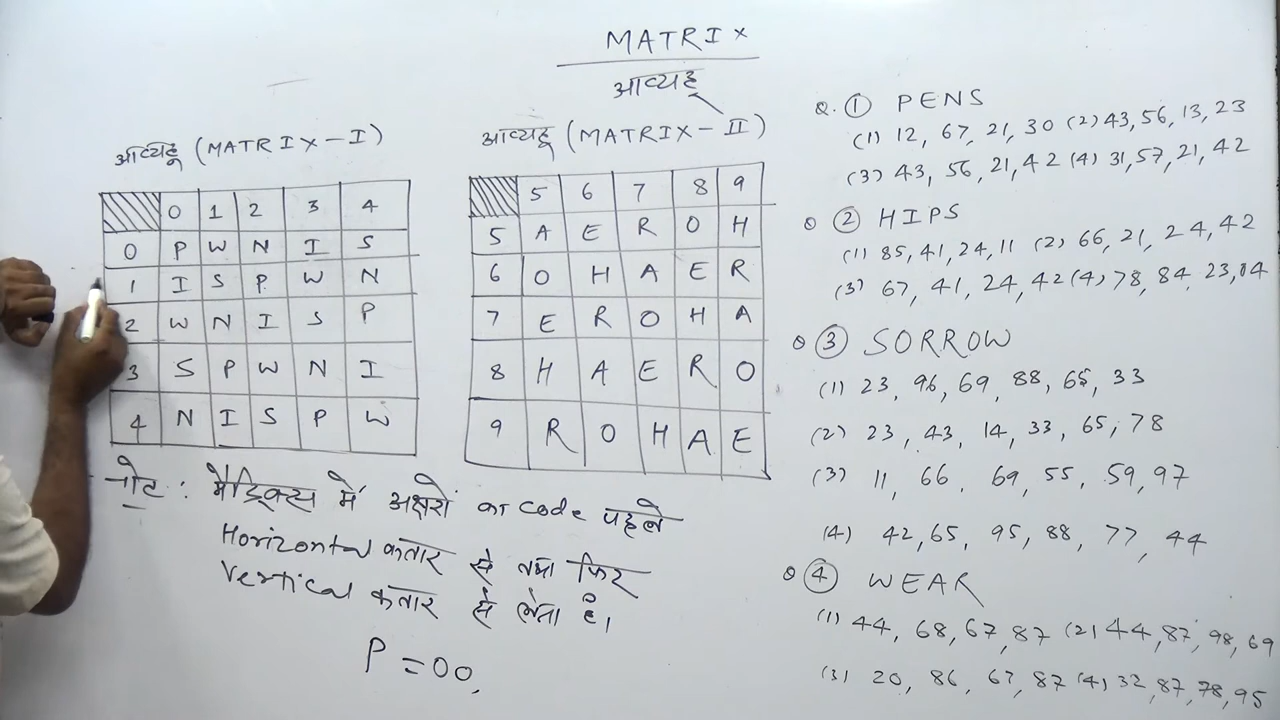 MATRIX
आव्यहू
आव्यहू (MATRIX-I)
0 1 2 3 4
0 P W N I S
1 I S P W N
2 W N I S P
3 S P W N I
4 N I S P W
आव्यहू (MATRIX-II)
5 6 7 8 9
5 A E R O H
6 O H A E R
7 E R O H A
8 H A E R O
9 R O H A E
नोट : मैट्रिक्स में अक्षरों का code पहले
Horizontal कतार से तथा फिर
Vertical कतार से लेना है।
P = 00,
Q. ① PENS
(1) 12, 67, 21, 30 (2) 43, 56, 13, 23
(3) 43, 56, 21, 42 (4) 31, 57, 21, 42
Q ② HIPS
(1) 85, 41, 24, 11 (2) 66, 21, 24, 42
(3) 67, 41, 24, 42 (4) 78, 84, 23, 04
Q ③ SORROW
(1) 23, 96, 69, 88, 65, 33
(2) 23, 43, 14, 33, 65, 78
(3) 11, 66, 69, 55, 59, 97
(4) 42, 65, 95, 88, 77, 44
Q ④ WEAR
(1) 44, 68, 67, 87 (2) 44, 87, 98, 69
(3) 20, 86, 67, 87 (4) 32, 87, 78, 95